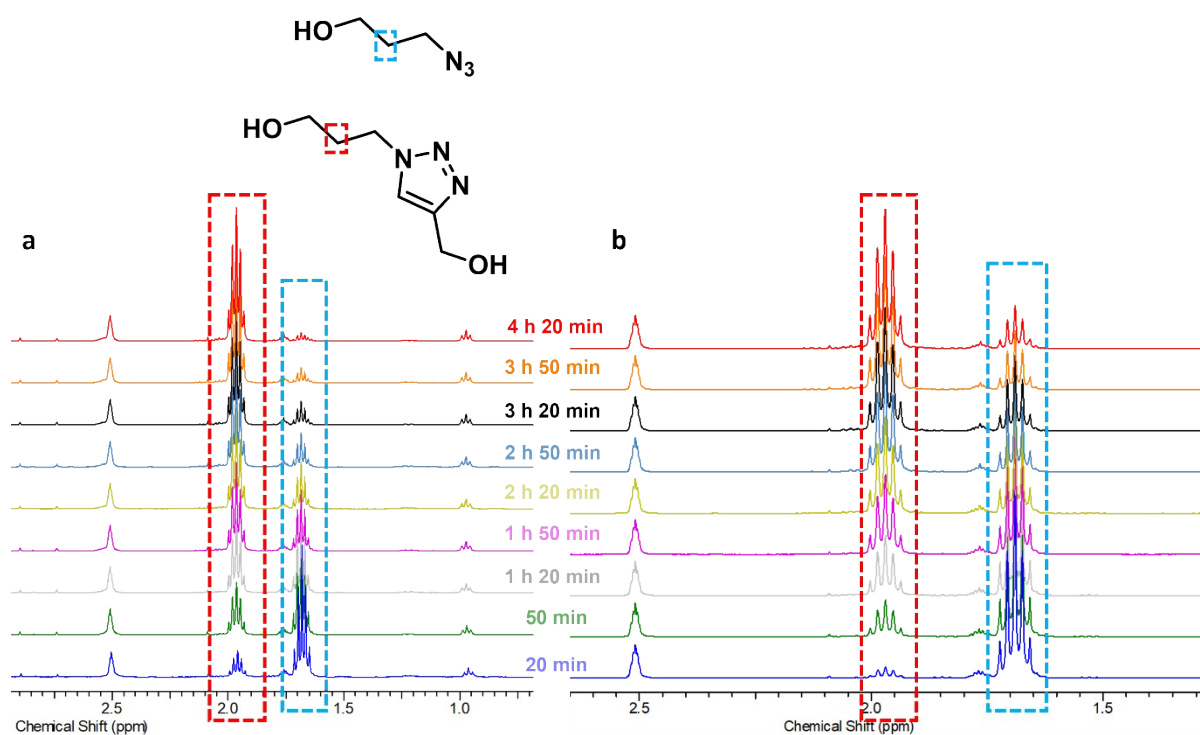 HO
N3
HO
N
N
N
OH
a
b
4 h 20 min
3 h 50 min
3 h 20 min
2 h 50 min
2 h 20 min
1 h 50 min
1 h 20 min
50 min
20 min
2.5 2.0 1.5 1.0
Chemical Shift (ppm)
2.5 2.0 1.5
Chemical Shift (ppm)